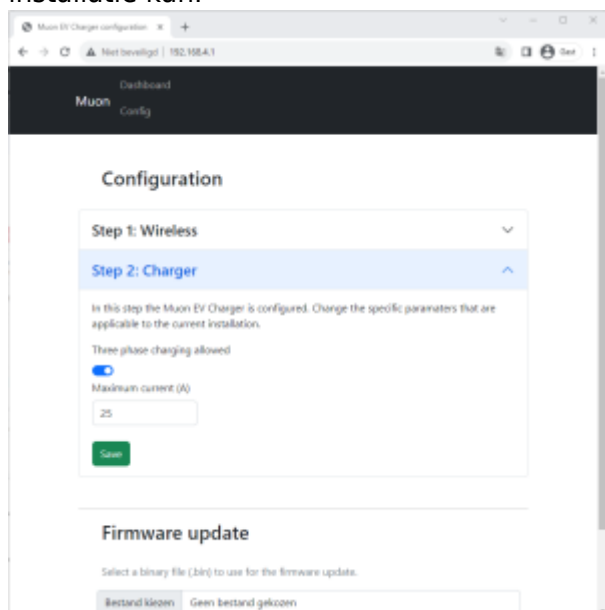 installatie kan.
Muon EV Charger configuration
Niet beveiligd | 192.168.4.1
Gast
Dashboard
Muon
Config
Configuration
Step 1: Wireless
Step 2: Charger
In this step the Muon EV Charger is configured. Change the specific paramaters that are
applicable to the current installation.
Three phase charging allowed
Maximum current (A)
25
Save
Firmware update
Select a binary file (.bin) to use for the firmware update.
Bestand kiezen Geen bestand gekozen